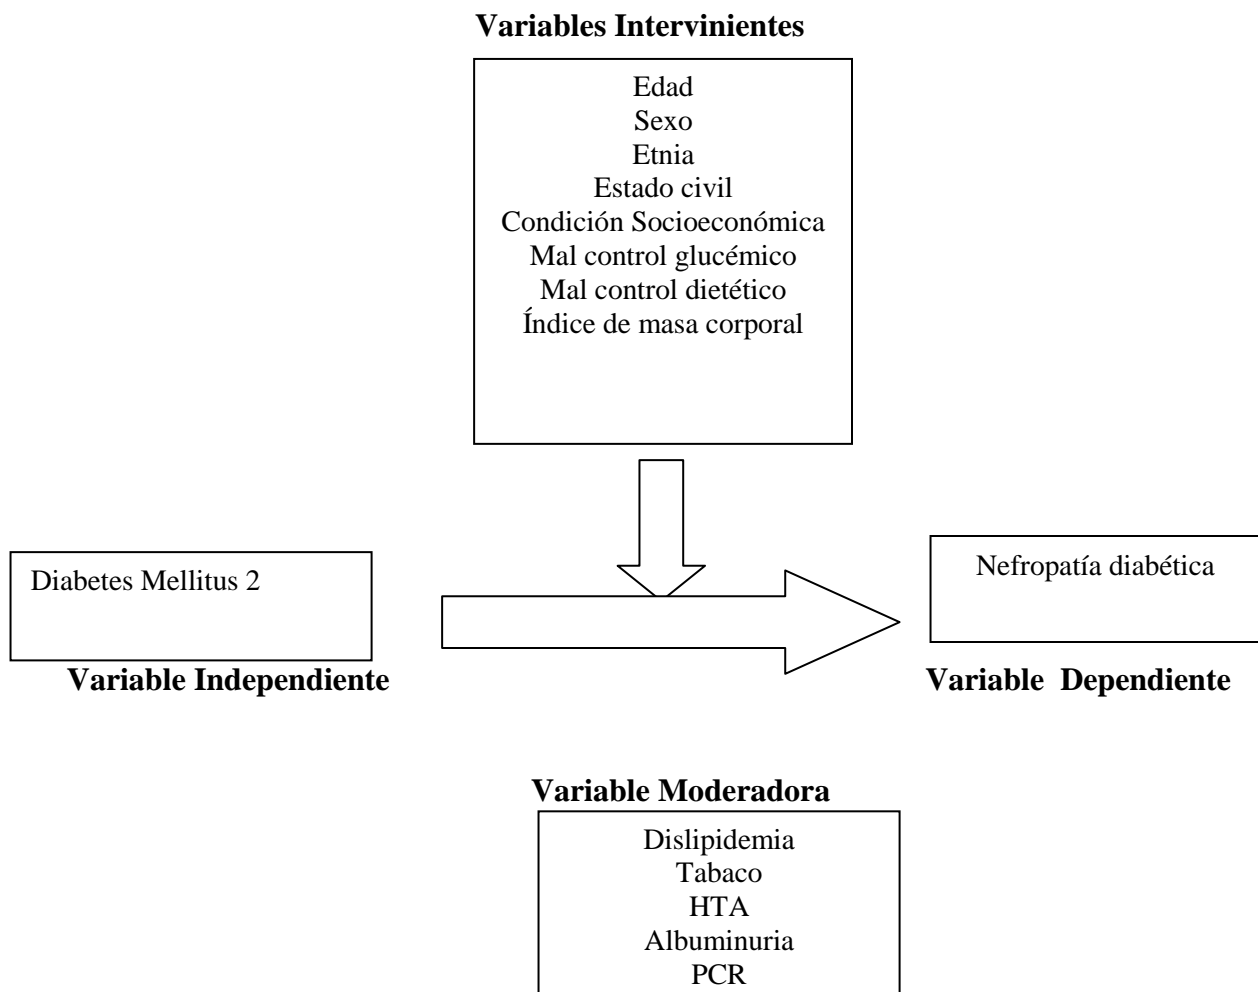 Variables Intervinientes
Edad
Sexo
Etnia
Estado civil
Condición Socioeconómica
Mal control glucémico
Mal control dietético
Índice de masa corporal
Diabetes Mellitus 2
Variable Independiente
Nefropatía diabética
Variable Dependiente
Variable Moderadora
Dislipidemia
Tabaco
HTA
Albuminuria
PCR